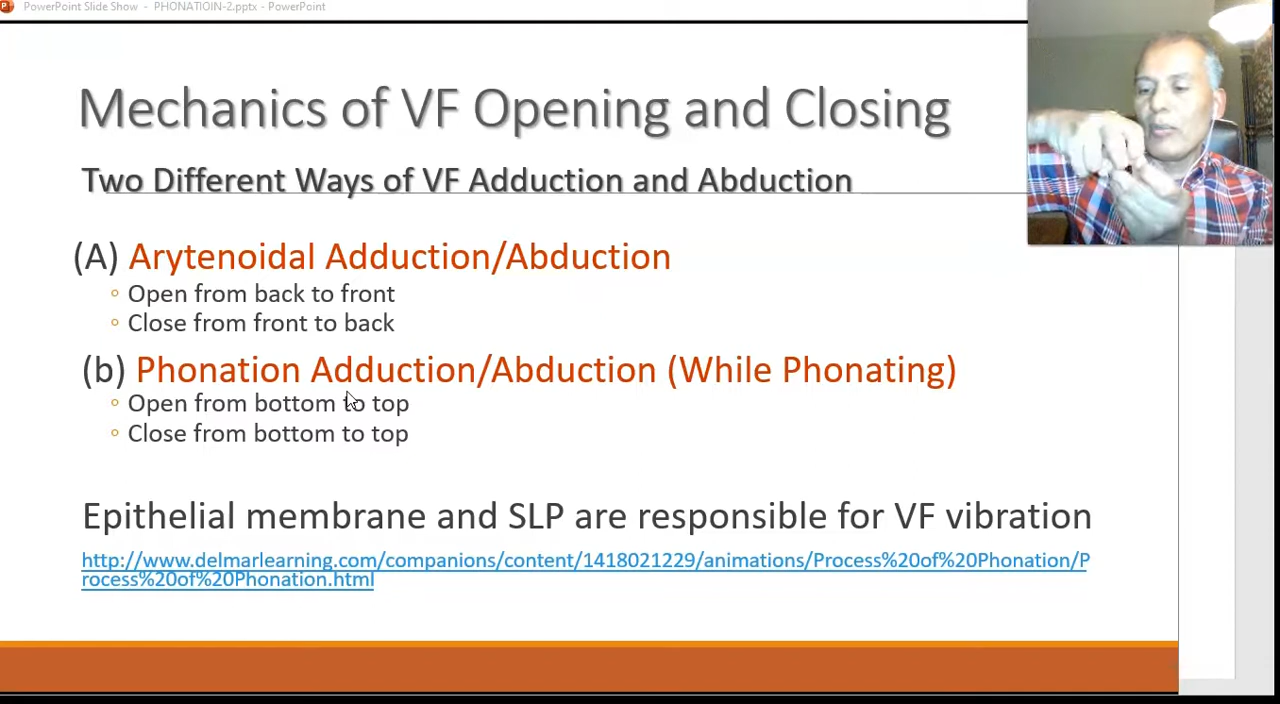 PowerPoint Slide Show - PHONATIOIN-2.pptx - PowerPoint
Mechanics of VF Opening and Closing
Two Different Ways of VF Adduction and Abduction
(A) Arytenoidal Adduction/Abduction
◦ Open from back to front
◦ Close from front to back
(b) Phonation Adduction/Abduction (While Phonating)
◦ Open from bottom to top
◦ Close from bottom to top
Epithelial membrane and SLP are responsible for VF vibration
http://www.delmarlearning.com/companions/content/1418021229/animations/Process%20of%20Phonation/P
rocess%20of%20Phonation.html